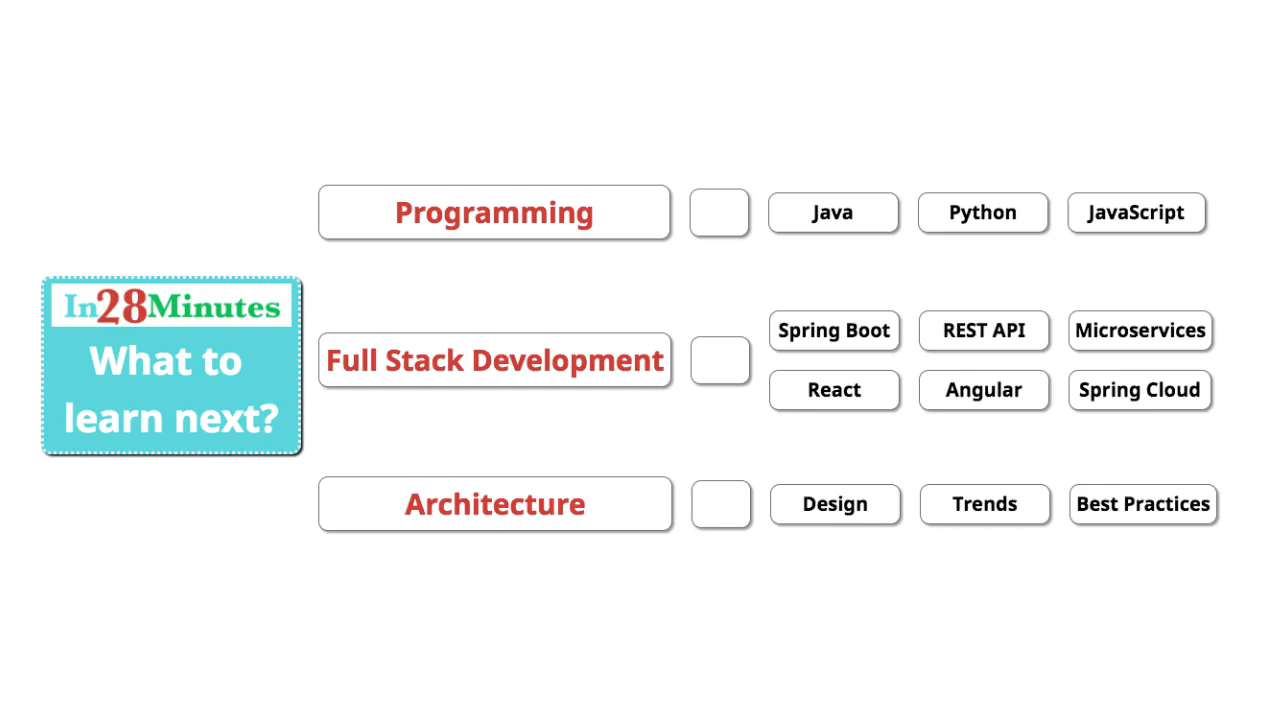 Programming
Java
Python
JavaScript
In28Minutes
What to
learn next?
Full Stack Development
Spring Boot
REST API
Microservices
React
Angular
Spring Cloud
Architecture
Design
Trends
Best Practices